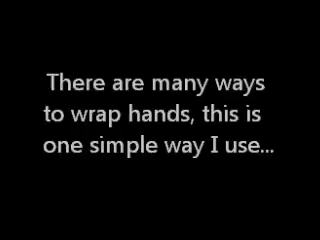 There are many ways
to wrap hands, this is
one simple way I use...